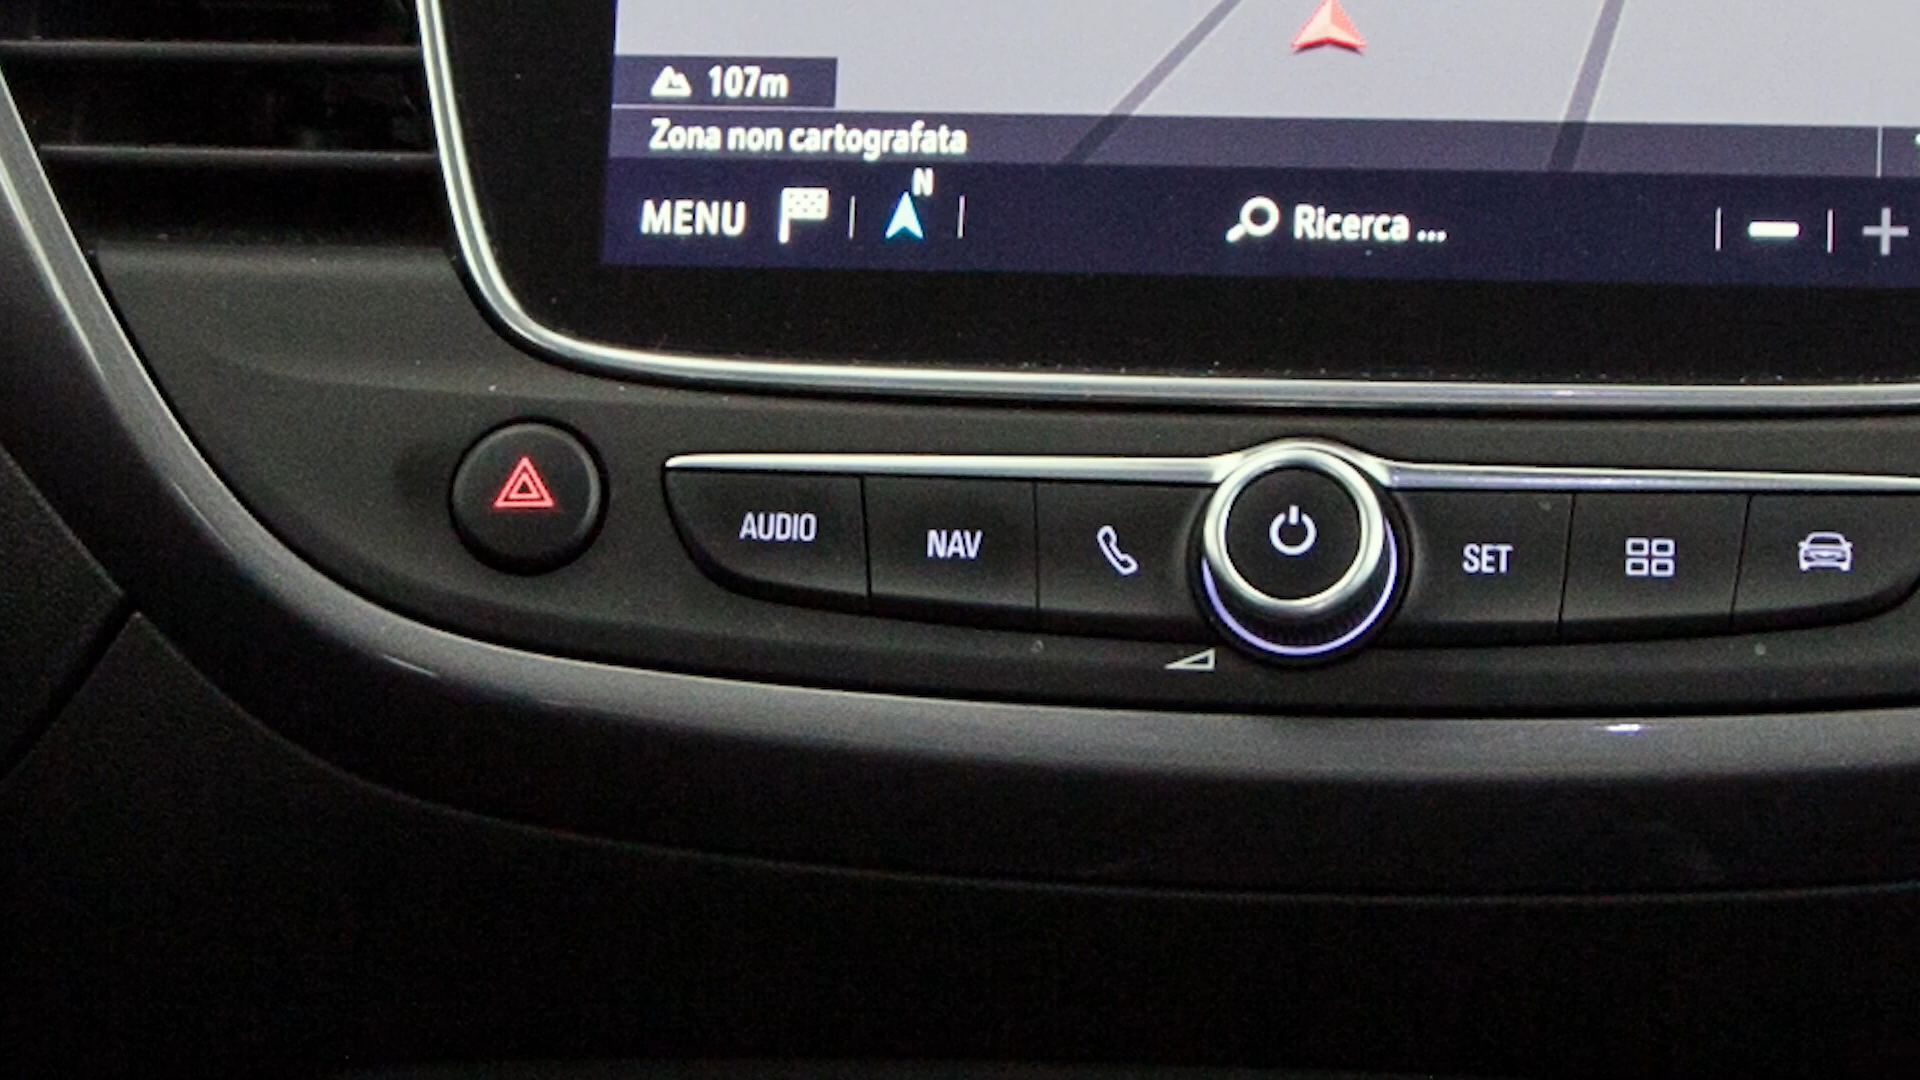 107m
Zona non cartografata
N
MENU
Ricerca ...
AUDIO
NAV
SET